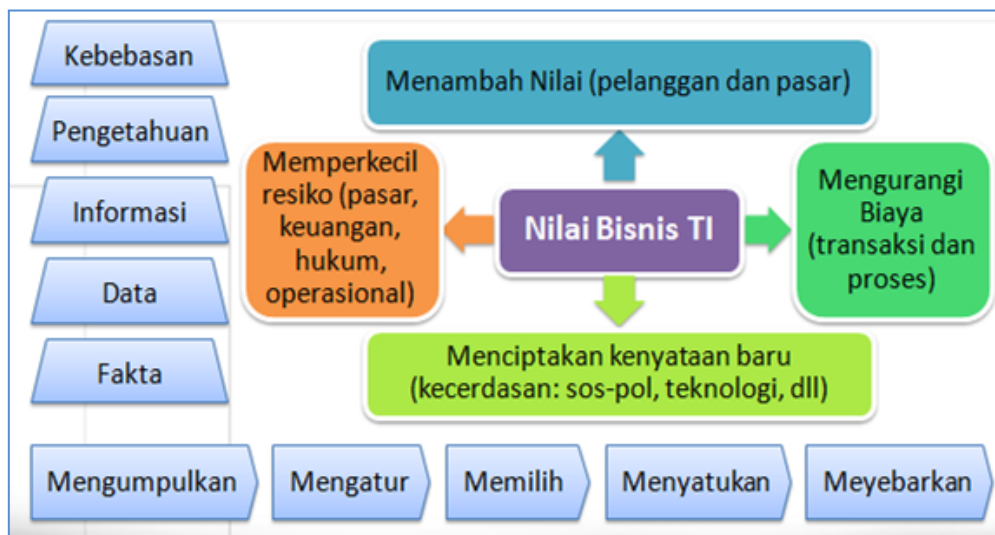 Kebebasan
Pengetahuan
Informasi
Data
Fakta
Menambah Nilai (pelanggan dan pasar)
Memperkecil
resiko (pasar,
keuangan,
hukum,
operasional)
Nilai Bisnis TI
Mengurangi
Biaya
(transaksi dan
proses)
Menciptakan kenyataan baru
(kecerdasan: sos-pol, teknologi, dll)
Mengumpulkan
Mengatur
Memilih
Menyatukan
Meyebarkan